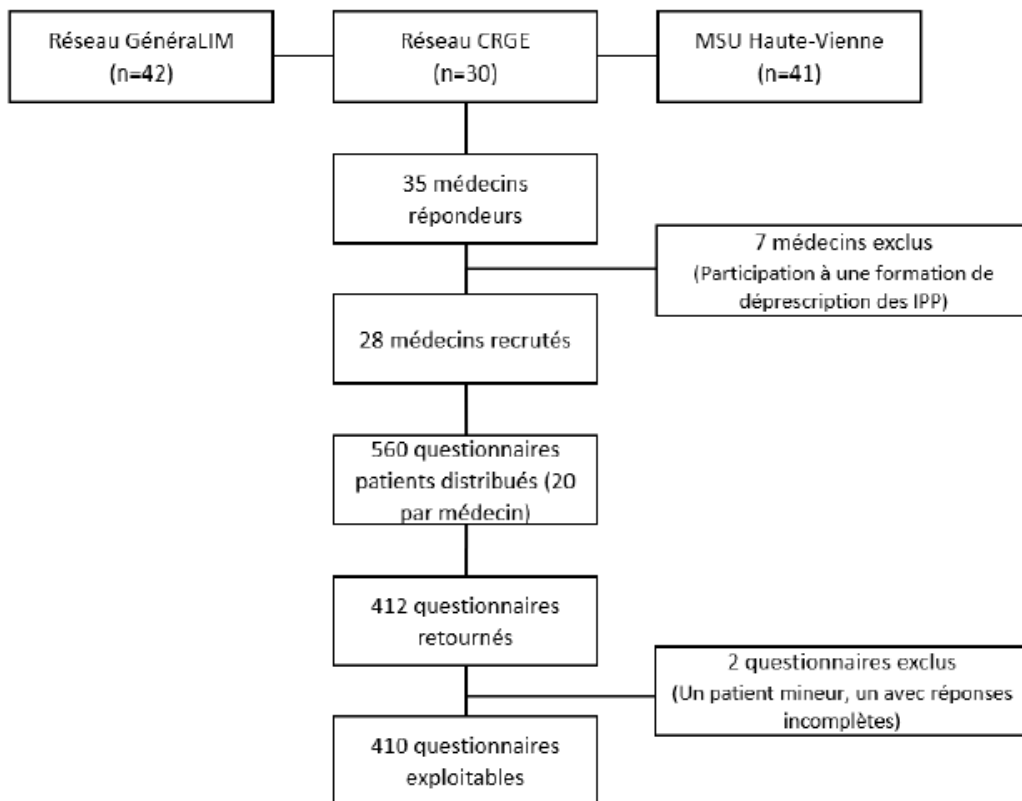 Réseau GénéraLIM
(n=42)
Réseau CRGE
(n=30)
MSU Haute-Vienne
(n=41)
35 médecins
répondeurs
7 médecins exclus
(Participation à une formation de
déprescription des IPP)
28 médecins recrutés
560 questionnaires
patients distribués (20
par médecin)
412 questionnaires
retournés
2 questionnaires exclus
(Un patient mineur, un avec réponses
incomplètes)
410 questionnaires
exploitables